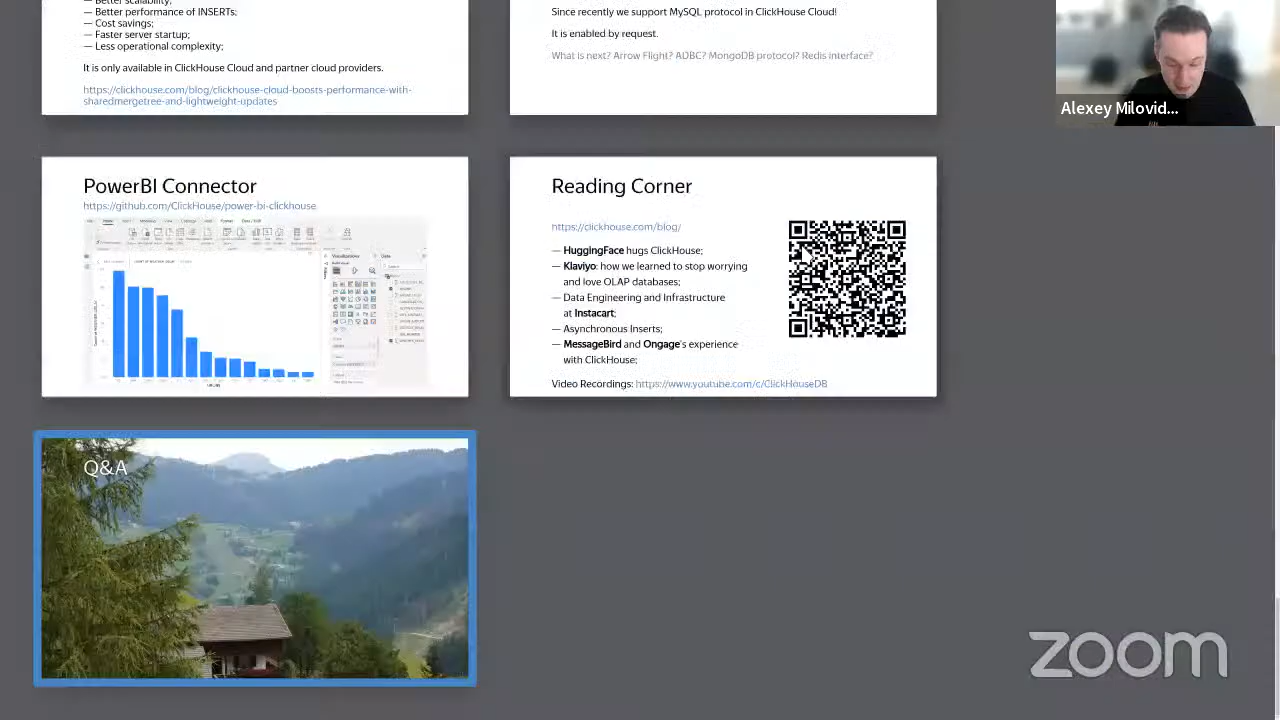 — Better scalability;
— Better performance of INSERTs;
— Cost savings;
— Faster server startup;
— Less operational complexity;
It is only available in ClickHouse Cloud and partner cloud providers.
https://clickhouse.com/blog/clickhouse-cloud-boosts-performance-with-
sharedmergetree-and-lightweight-updates
Since recently we support MySQL protocol in ClickHouse Cloud!
It is enabled by request.
What is next? Arrow Flight? ADBC? MongoDB protocol? Redis interface?
Alexey Milovid...
PowerBI Connector
https://github.com/ClickHouse/power-bi-clickhouse
Reading Corner
https://clickhouse.com/blog/
— HuggingFace hugs ClickHouse;
— Klaviyo: how we learned to stop worrying
and love OLAP databases;
— Data Engineering and Infrastructure
at Instacart;
— Asynchronous Inserts;
— MessageBird and Ongage's experience
with ClickHouse;
Video Recordings: https://www.youtube.com/c/ClickHouseDB
Q&A
zoom